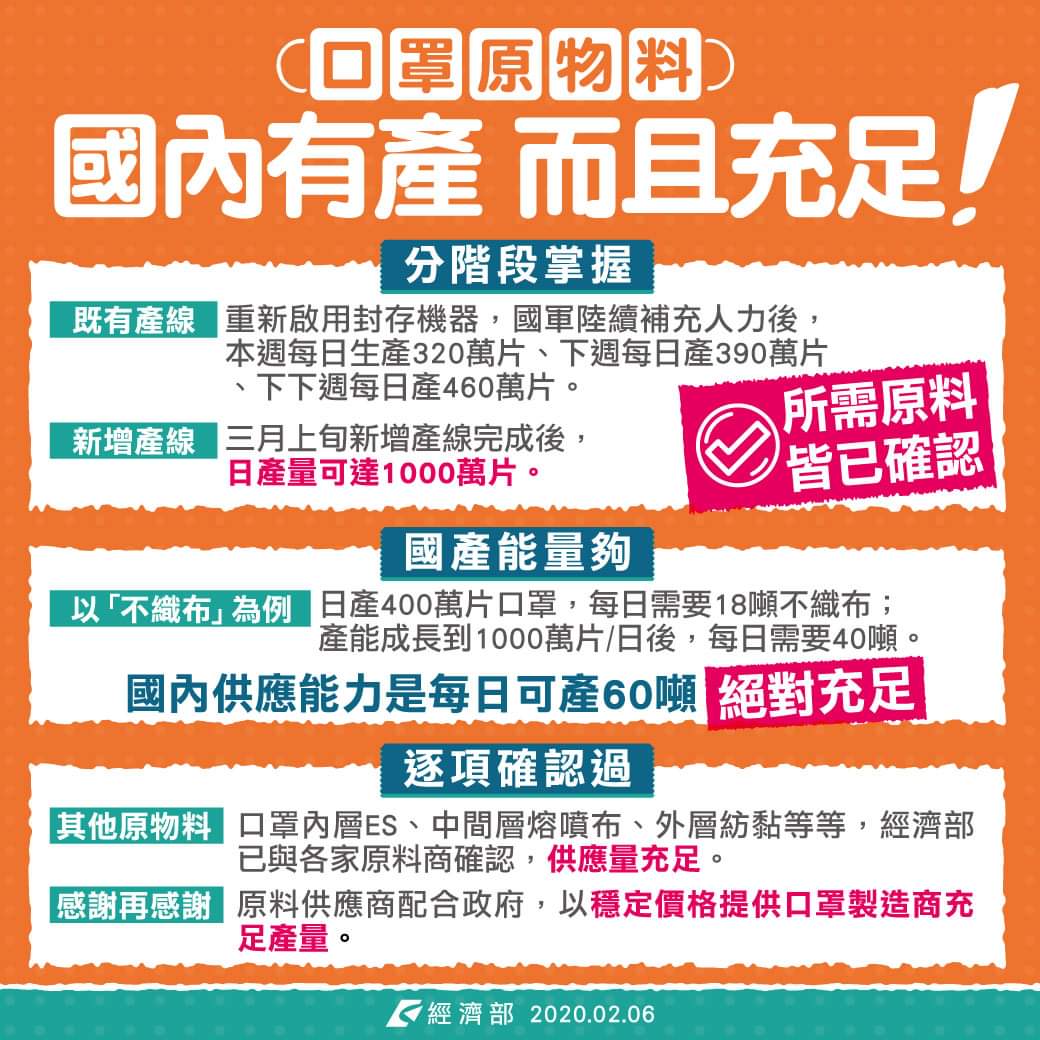 口罩原物料
國內有產 而且充足!
分階段掌握
既有產線 重新啟用封存機器，國軍陸續補充人力後，
本週每日生產320萬片、下週每日產390萬片
、下下週每日產460萬片。
新增產線 三月上旬新增產線完成後，
日產量可達1000萬片。
所需原料
皆已確認
國產能量夠
以「不織布」為例 日產400萬片口罩，每日需要18噸不織布；
產能成長到1000萬片/日後，每日需要40噸。
國內供應能力是每日可產60噸 絕對充足
逐項確認過
其他原物料 口罩內層ES、中間層熔噴布、外層紡黏等等，經濟部
已與各家原料商確認，供應量充足。
感謝再感謝 原料供應商配合政府，以穩定價格提供口罩製造商充
足產量。
經濟部 2020.02.06